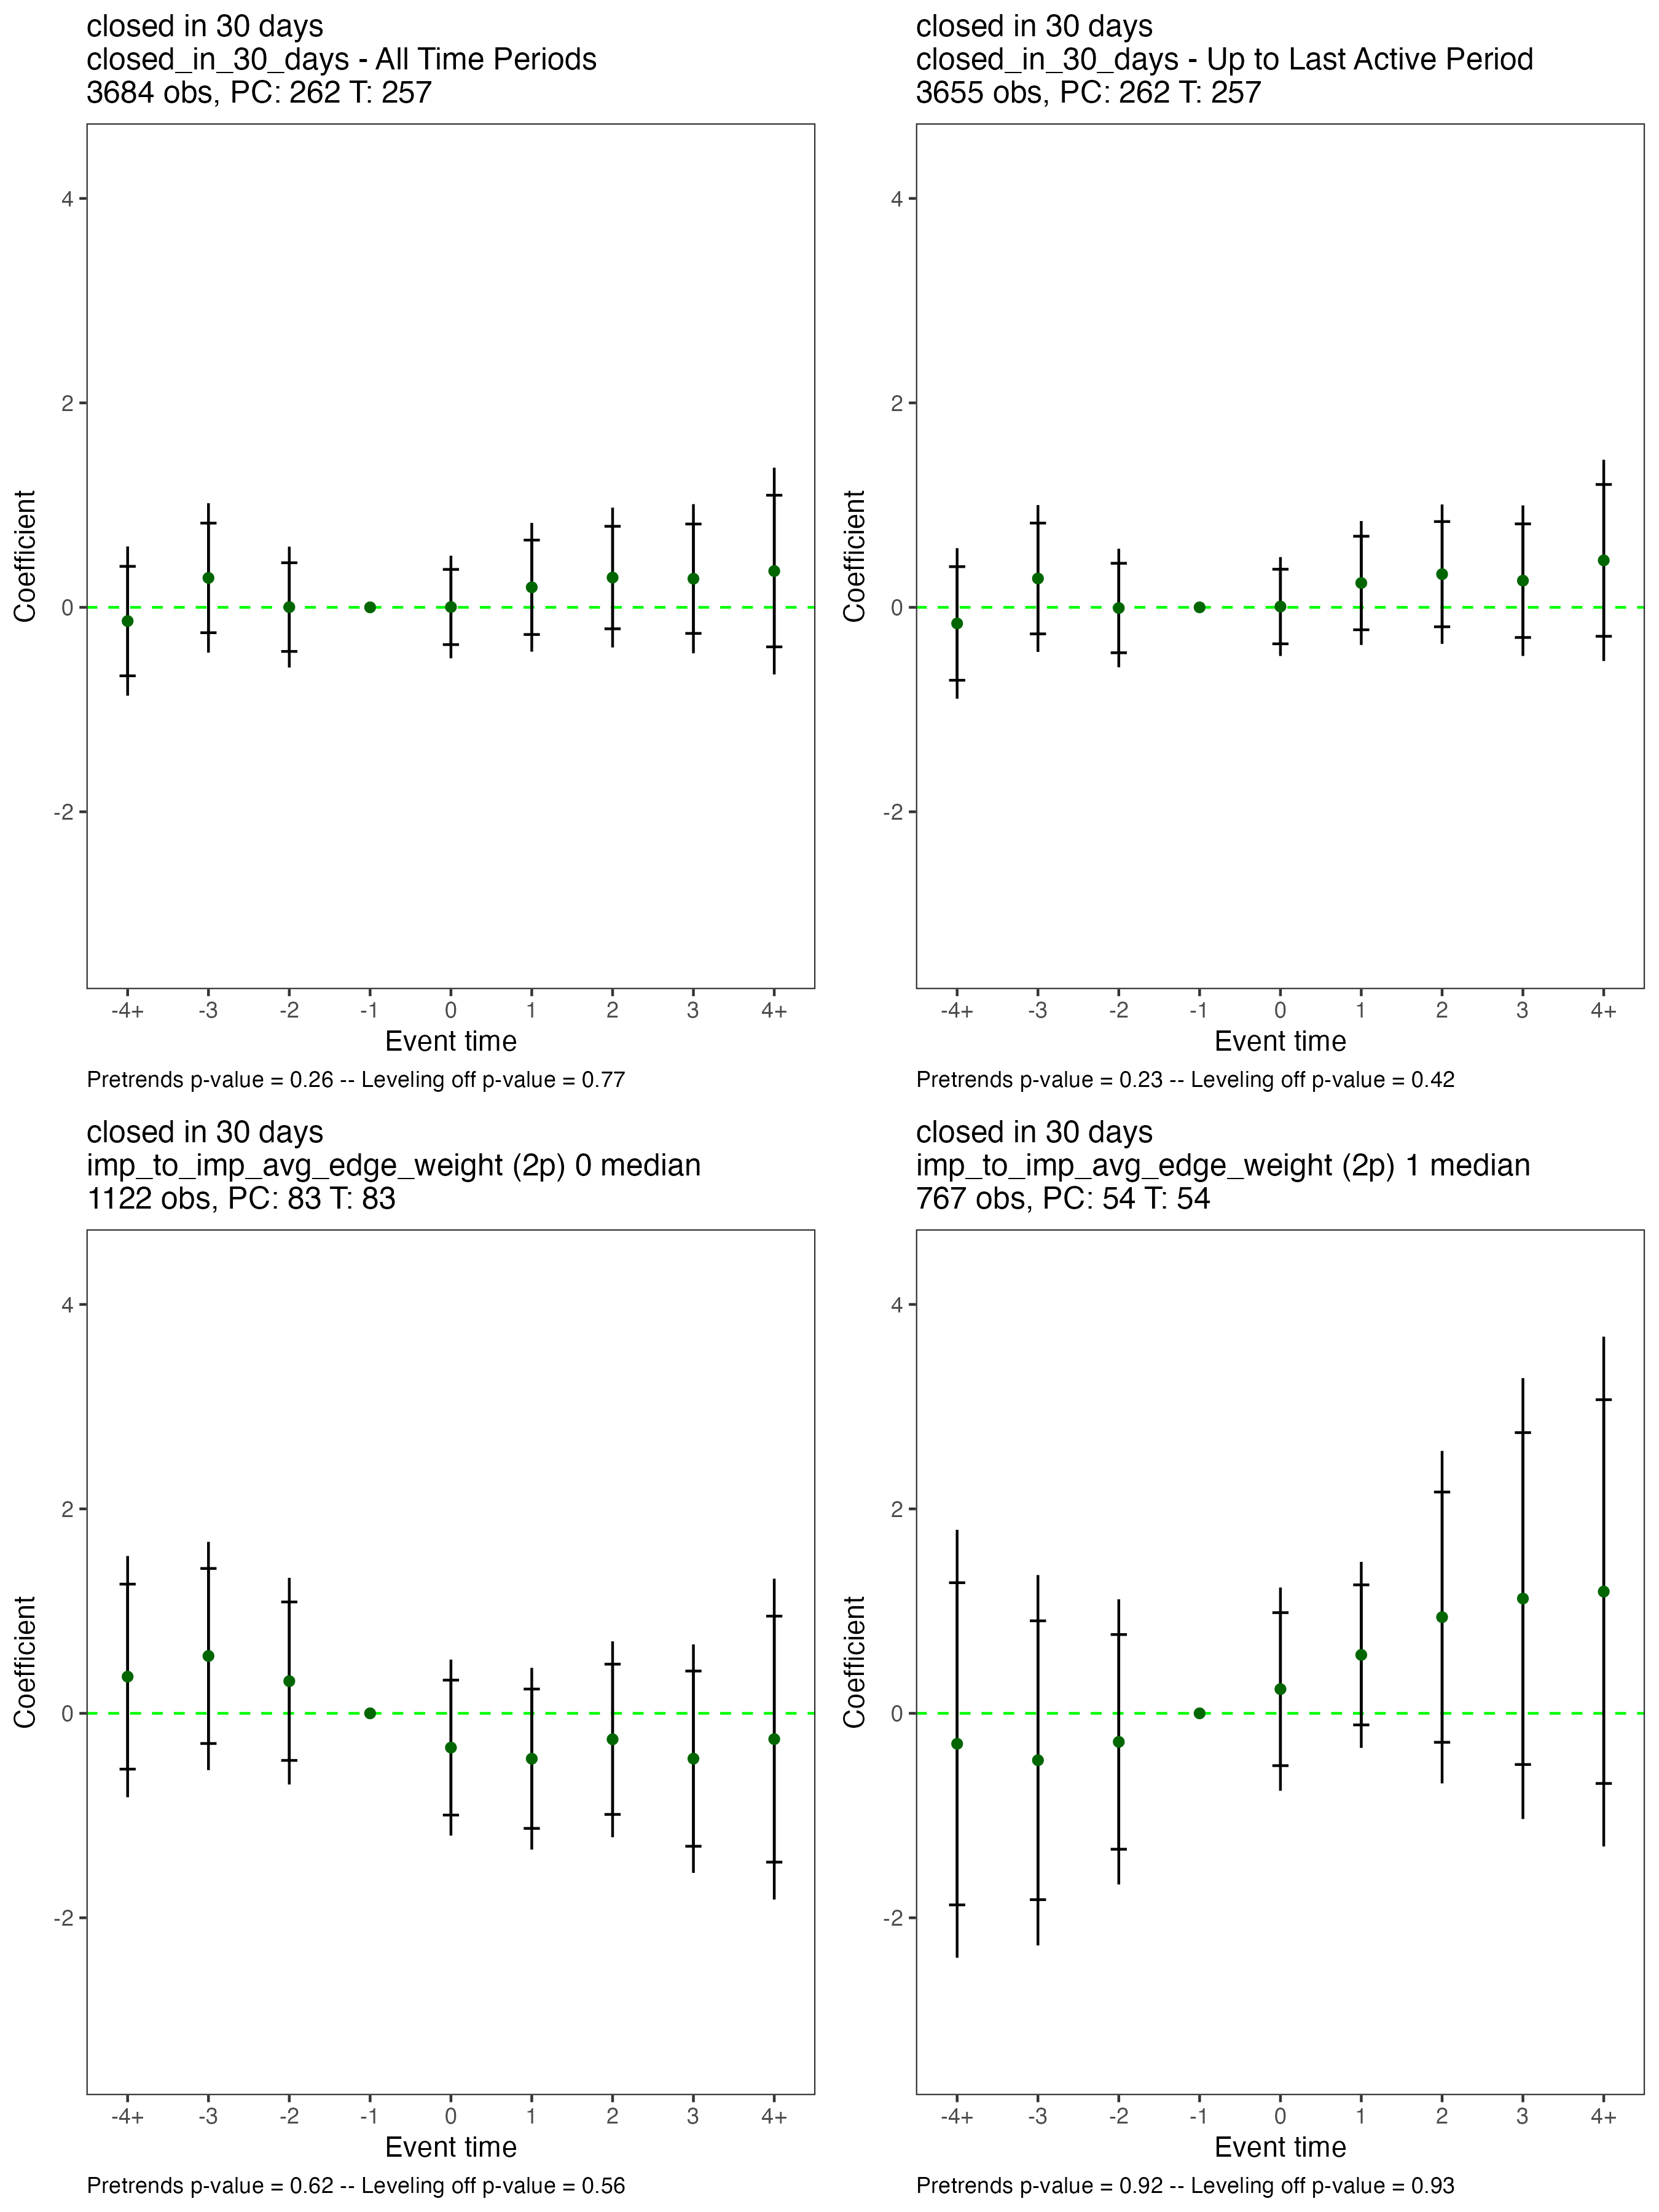 closed in 30 days
closed_in_30_days - All Time Periods
3684 obs, PC: 262 T: 257
Coefficient
4
2
0
-2
-4+ -3 -2 -1 0 1 2 3 4+
Event time
Pretrends p-value = 0.26 -- Leveling off p-value = 0.77
closed in 30 days
closed_in_30_days - Up to Last Active Period
3655 obs, PC: 262 T: 257
Coefficient
4
2
0
-2
-4+ -3 -2 -1 0 1 2 3 4+
Event time
Pretrends p-value = 0.23 -- Leveling off p-value = 0.42
closed in 30 days
imp_to_imp_avg_edge_weight (2p) 0 median
1122 obs, PC: 83 T: 83
Coefficient
4
2
0
-2
-4+ -3 -2 -1 0 1 2 3 4+
Event time
Pretrends p-value = 0.62 -- Leveling off p-value = 0.56
closed in 30 days
imp_to_imp_avg_edge_weight (2p) 1 median
767 obs, PC: 54 T: 54
Coefficient
4
2
0
-2
-4+ -3 -2 -1 0 1 2 3 4+
Event time
Pretrends p-value = 0.92 -- Leveling off p-value = 0.93